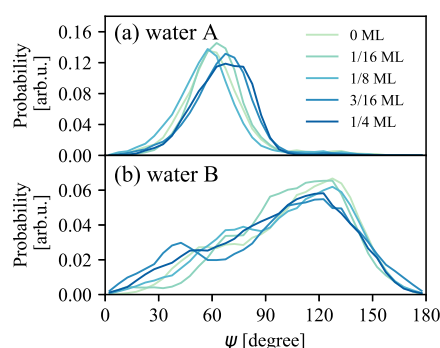 0.16
0.12
0.08
0.04
0.00
Probability
[arb.u.]
(a) water A
0 ML
1/16 ML
1/8 ML
3/16 ML
1/4 ML
0.06
0.04
0.02
0.00
Probability
[arb.u.]
(b) water B
0 30 60 90 120 150 180
ψ [degree]